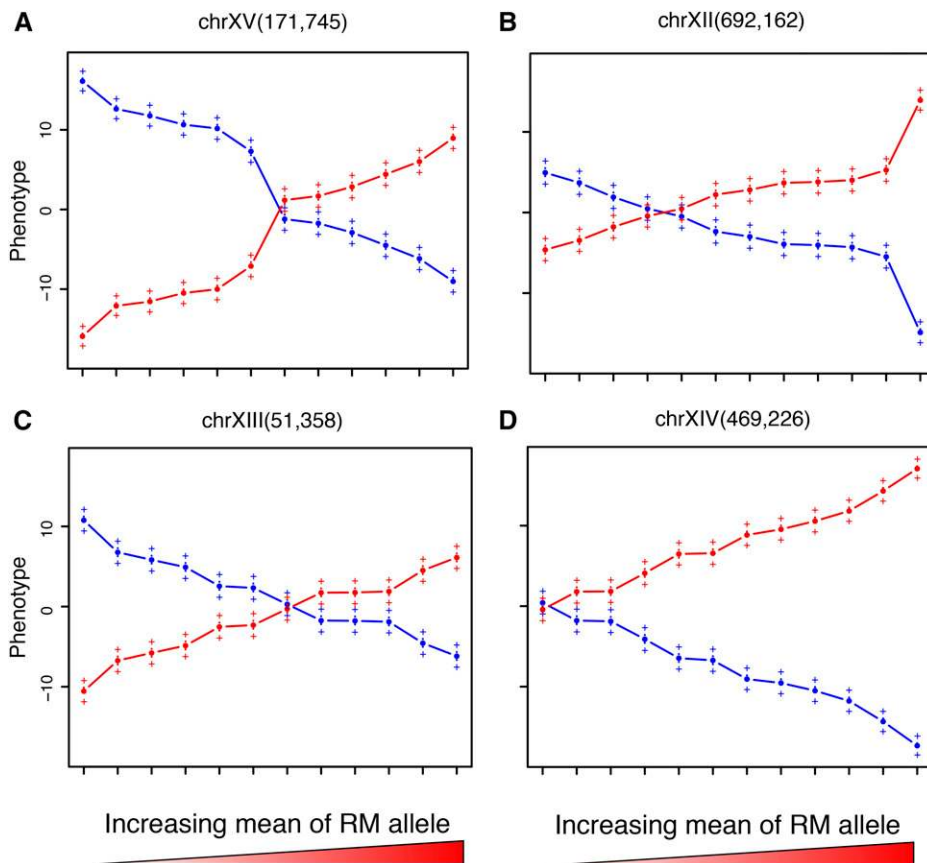 A
chrXV(171,745)
B
chrXII(692,162)
Phenotype
10
0
−10
C
chrXIII(51,358)
D
chrXIV(469,226)
Phenotype
10
0
−10
Increasing mean of RM allele
Increasing mean of RM allele